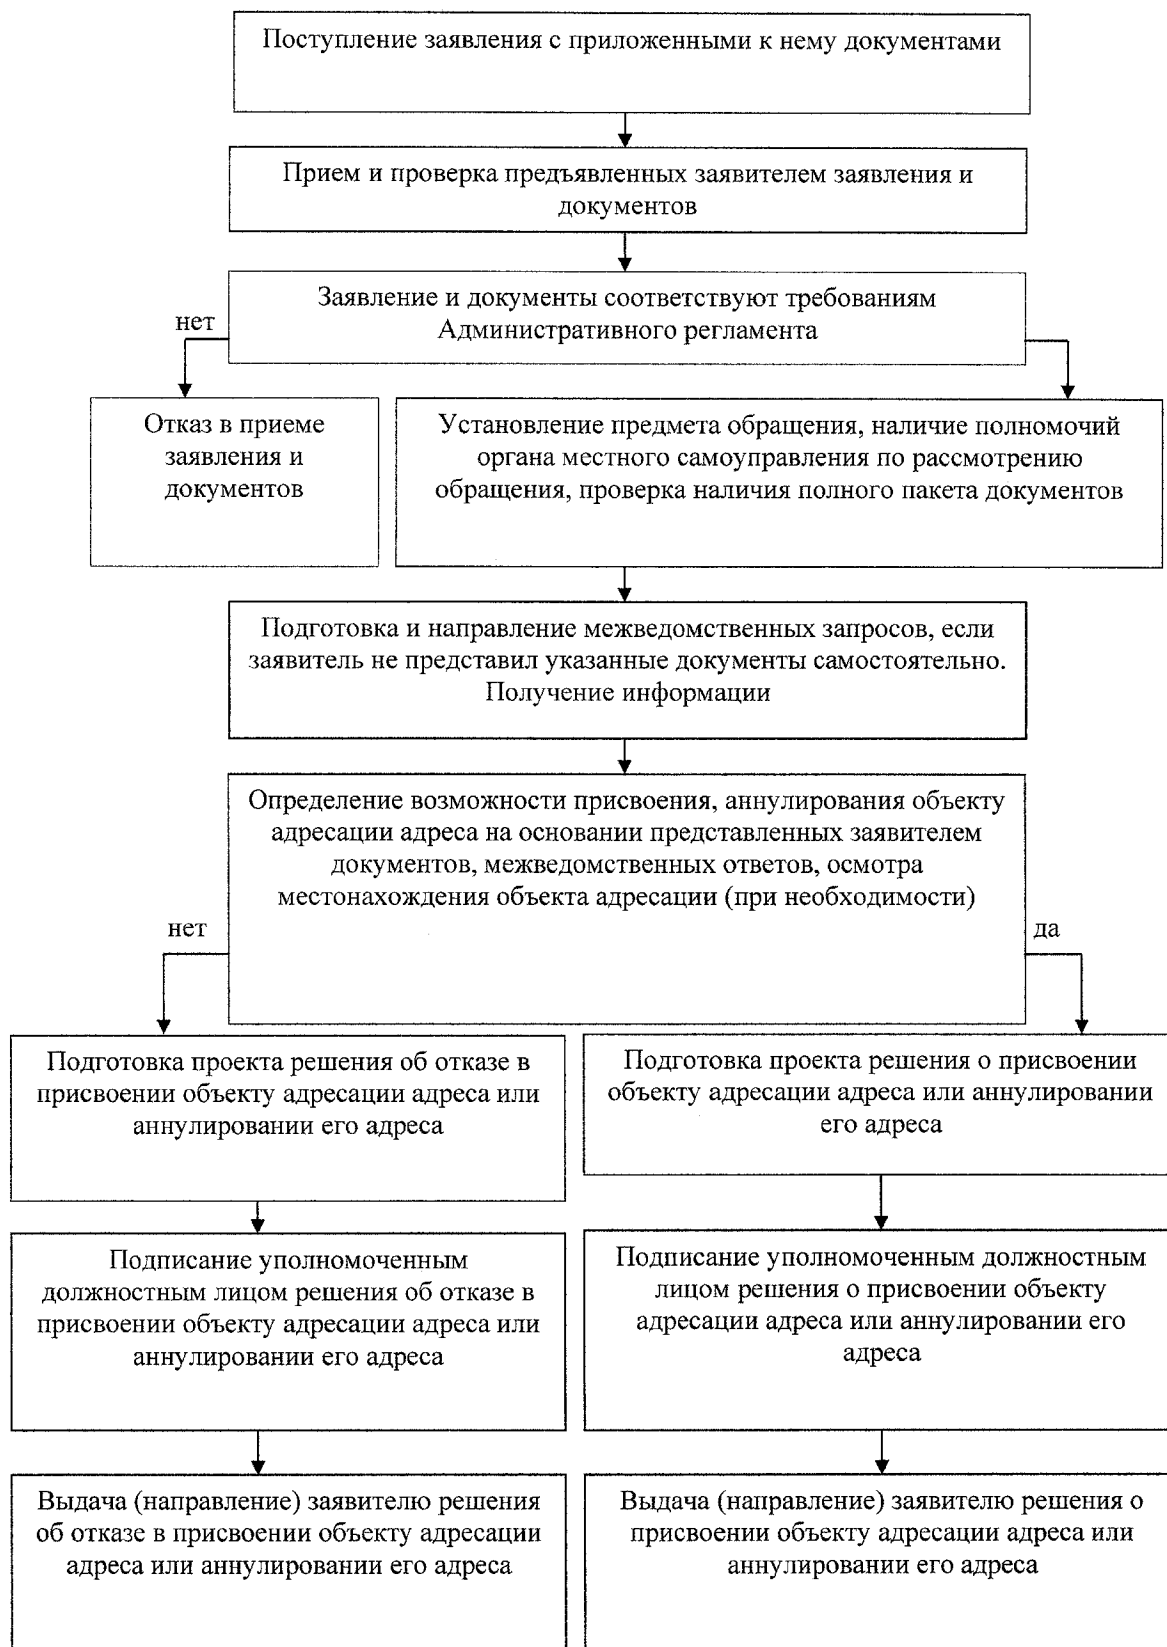 Поступление заявления с приложенными к нему документами
Прием и проверка предъявленных заявителем заявления и
документов
Заявление и документы соответствуют требованиям
Административного регламента
нет
Отказ в приеме
заявления и
документов
Установление предмета обращения, наличие полномочий
органа местного самоуправления по рассмотрению
обращения, проверка наличия полного пакета документов
Подготовка и направление межведомственных запросов, если
заявитель не представил указанные документы самостоятельно.
Получение информации
Определение возможности присвоения, аннулирования объекту
адресации адреса на основании представленных заявителем
документов, межведомственных ответов, осмотра
местонахождения объекта адресации (при необходимости)
нет
да
Подготовка проекта решения об отказе в
присвоении объекту адресации адреса или
аннулировании его адреса
Подготовка проекта решения о присвоении
объекту адресации адреса или аннулировании
его адреса
Подписание уполномоченным
должностным лицом решения об отказе в
присвоении объекту адресации адреса или
аннулировании его адреса
Подписание уполномоченным должностным
лицом решения о присвоении объекту
адресации адреса или аннулировании его
адреса
Выдача (направление) заявителю решения
об отказе в присвоении объекту адресации
адреса или аннулировании его адреса
Выдача (направление) заявителю решения о
присвоении объекту адресации адреса или
аннулировании его адреса